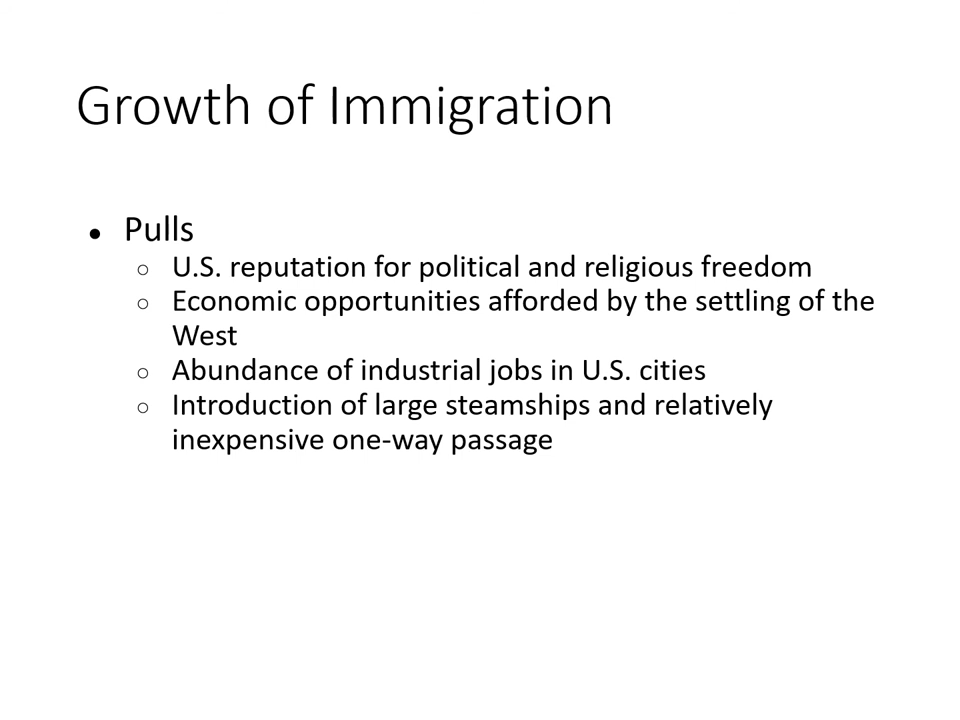 Growth of Immigration
● Pulls
○ U.S. reputation for political and religious freedom
○ Economic opportunities afforded by the settling of the
West
○ Abundance of industrial jobs in U.S. cities
○ Introduction of large steamships and relatively
inexpensive one-way passage